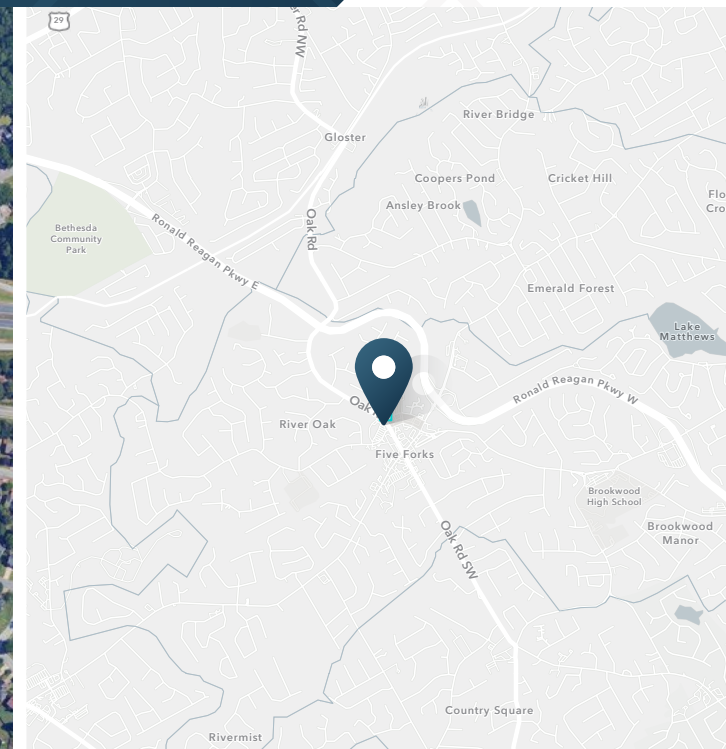 29
er Rd NW
Gloster
River Bridge
Coopers Pond
Cricket Hill
Ansley Brook
Flo
Cro
Oak Rd
Bethesda
Community
Park
Ronald Reagan Pkwy E
Emerald Forest
Lake
Matthews
Ronald Reagan Pkwy W
Oak
River Oak
Five Forks
Brookwood
High School
Brookwood
Manor
Oak Rd SW
Country Square
Rivermist